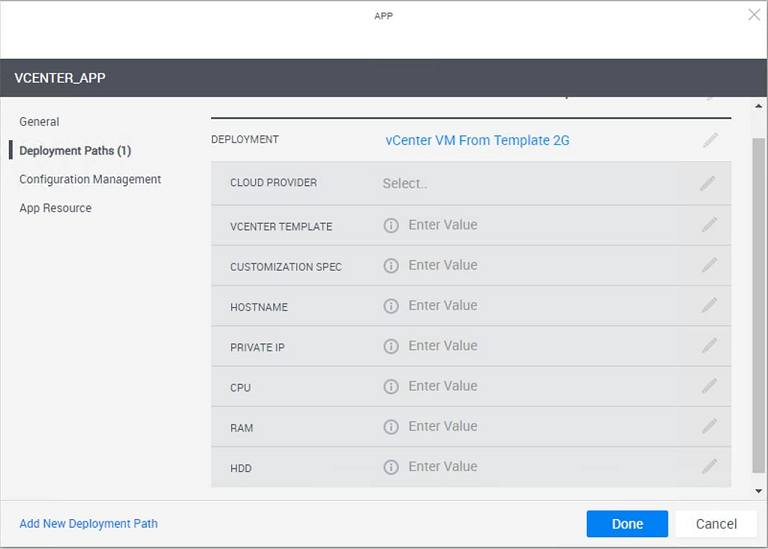 APP
VCENTER_APP
General
Deployment Paths (1)
Configuration Management
App Resource
DEPLOYMENT vCenter VM From Template 2G
CLOUD PROVIDER Select..
VCENTER TEMPLATE Enter Value
CUSTOMIZATION SPEC Enter Value
HOSTNAME Enter Value
PRIVATE IP Enter Value
CPU Enter Value
RAM Enter Value
HDD Enter Value
Add New Deployment Path
Done
Cancel